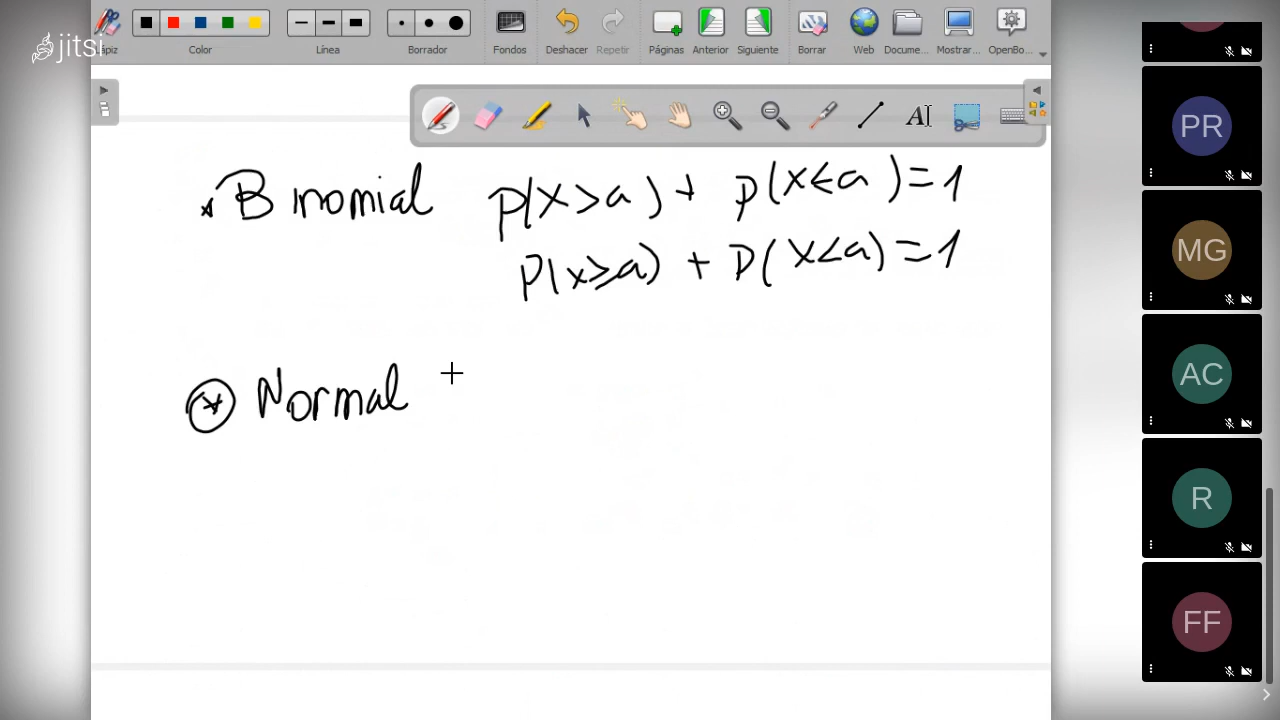 jitsi
Lápiz Color Línea Borrador Fondos Deshacer Repetir Páginas Anterior Siguiente Borrar Web Docume... Mostrar... OpenBo...
* Binomial P(X>a) + P(X≤a)=1
P(X≥a) + P(X<a)=1
* Normal
PR
MG
AC
R
FF